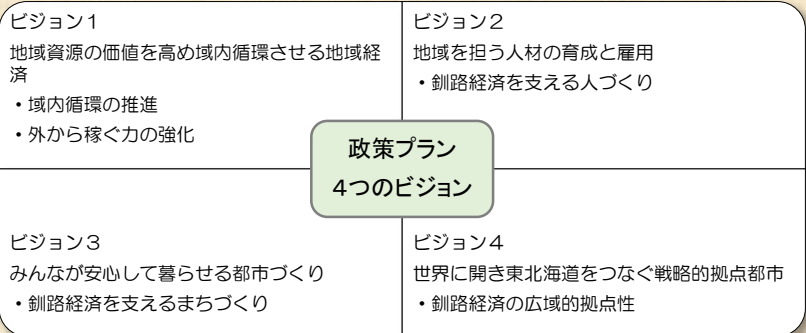 ビジョン１
地域資源の価値を高め域内循環させる地域経
済
・域内循環の推進
・外から稼ぐ力の強化
ビジョン２
地域を担う人材の育成と雇用
・釧路経済を支える人づくり
政策プラン
４つのビジョン
ビジョン３
みんなが安心して暮らせる都市づくり
・釧路経済を支えるまちづくり
ビジョン４
世界に開き東北海道をつなぐ戦略的拠点都市
・釧路経済の広域的拠点性